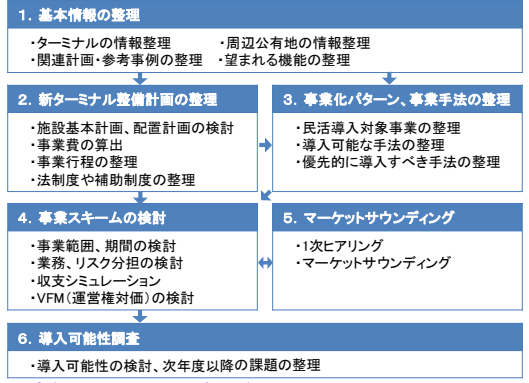 1．基本情報の整理
・ターミナルの情報整理　・周辺公有地の情報整理
・関連計画・参考事例の整理　・望まれる機能の整理
2．新ターミナル整備計画の整理
・施設基本計画、配置計画の検討
・事業費の算出
・事業行程の整理
・法制度や補助制度の整理
3．事業化パターン、事業手法の整理
・民活導入対象事業の整理
・導入可能な手法の整理
・優先的に導入すべき手法の整理
4．事業スキームの検討
・事業範囲、期間の検討
・業務、リスク分担の検討
・収支シミュレーション
・VFM（運営権対価）の検討
5．マーケットサウンディング
・1次ヒアリング
・マーケットサウンディング
6．導入可能性調査
・導入可能性の検討、次年度以降の課題の整理